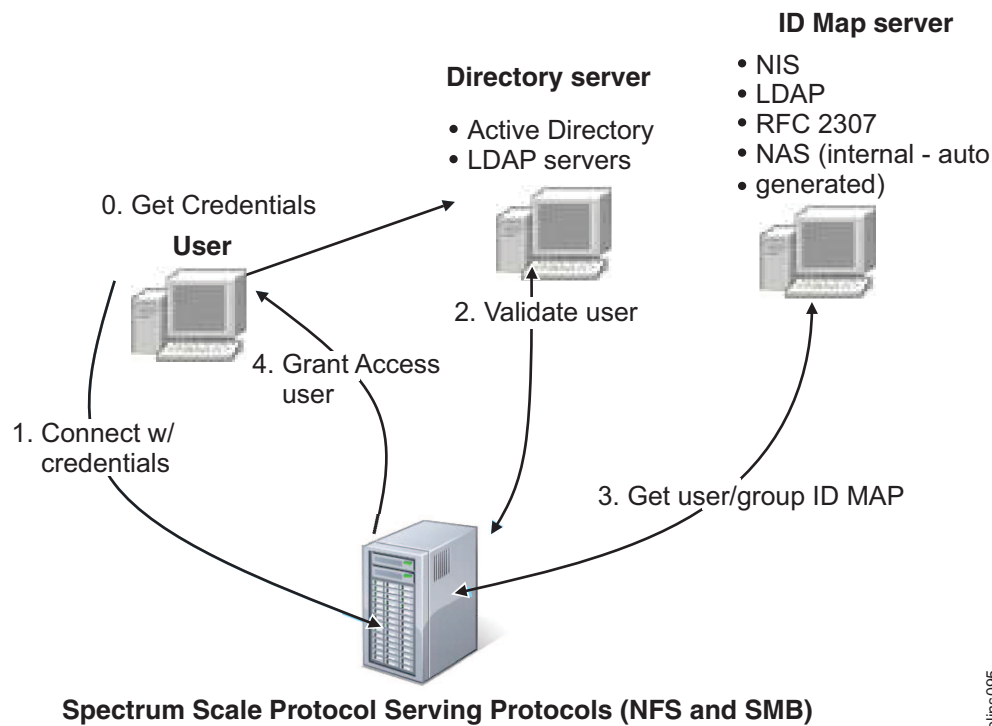 ID Map server
• NIS
• LDAP
• RFC 2307
• NAS (internal - auto
• generated)
Directory server
• Active Directory
• LDAP servers
0. Get Credentials
User
2. Validate user
4. Grant Access
user
1. Connect w/
credentials
3. Get user/group ID MAP
Spectrum Scale Protocol Serving Protocols (NFS and SMB)